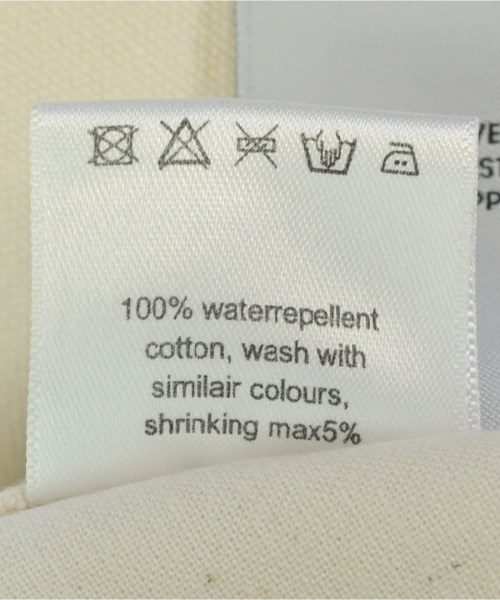 100% waterrepellent
cotton, wash with
similair colours,
shrinking max5%